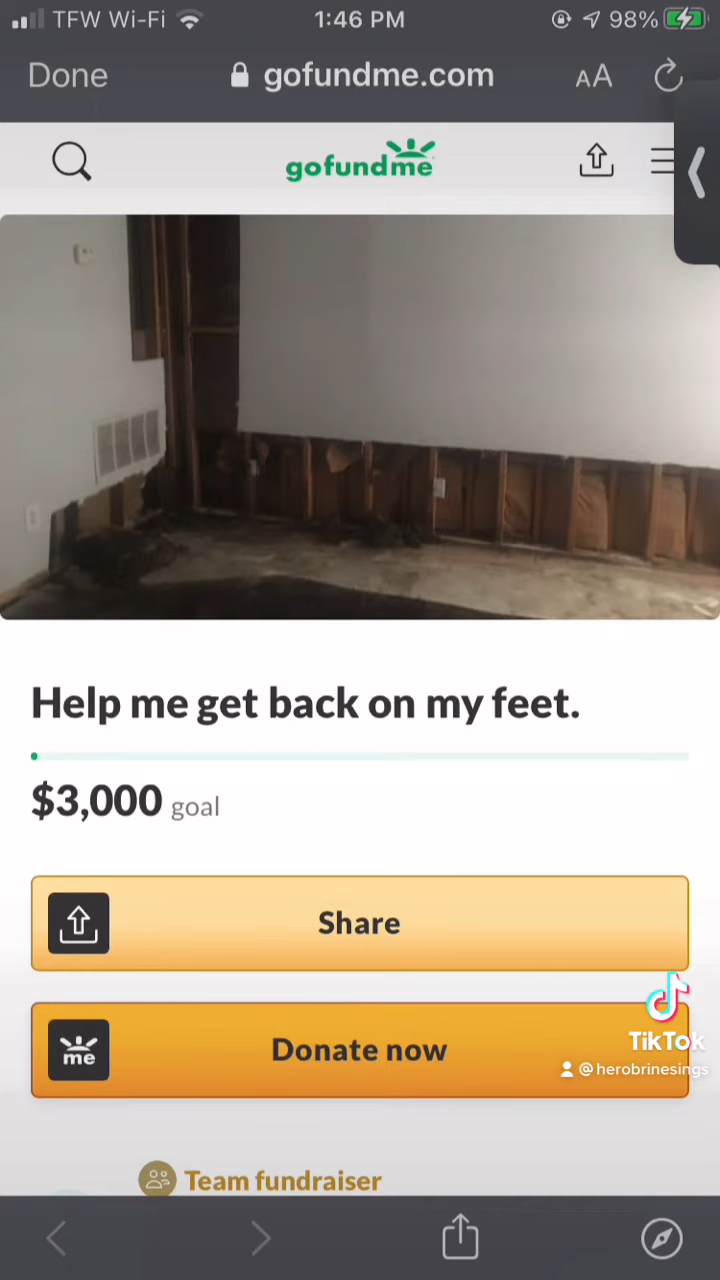 TFW Wi-Fi 1:46 PM 98%
Done gofundme.com AA
gofundme
Help me get back on my feet.
$3,000 goal
Share
me Donate now
TikTok
@herobrinesings
Team fundraiser